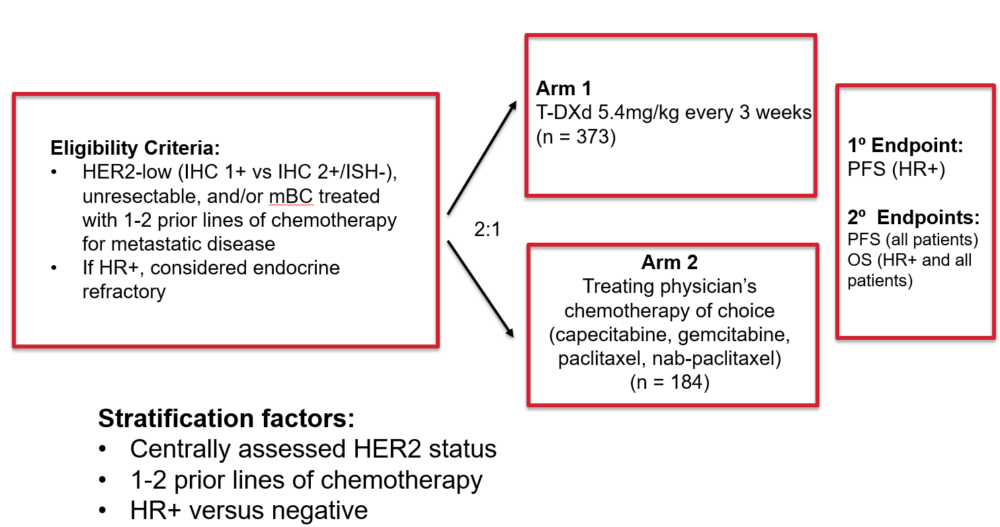 Eligibility Criteria:
• HER2-low (IHC 1+ vs IHC 2+/ISH-),
unresectable, and/or mBC treated
with 1-2 prior lines of chemotherapy
for metastatic disease
• If HR+, considered endocrine
refractory
2:1
Arm 1
T-DXd 5.4mg/kg every 3 weeks
(n = 373)
Arm 2
Treating physician’s
chemotherapy of choice
(capecitabine, gemcitabine,
paclitaxel, nab-paclitaxel)
(n = 184)
1º Endpoint:
PFS (HR+)
2º Endpoints:
PFS (all patients)
OS (HR+ and all
patients)
Stratification factors:
• Centrally assessed HER2 status
• 1-2 prior lines of chemotherapy
• HR+ versus negative